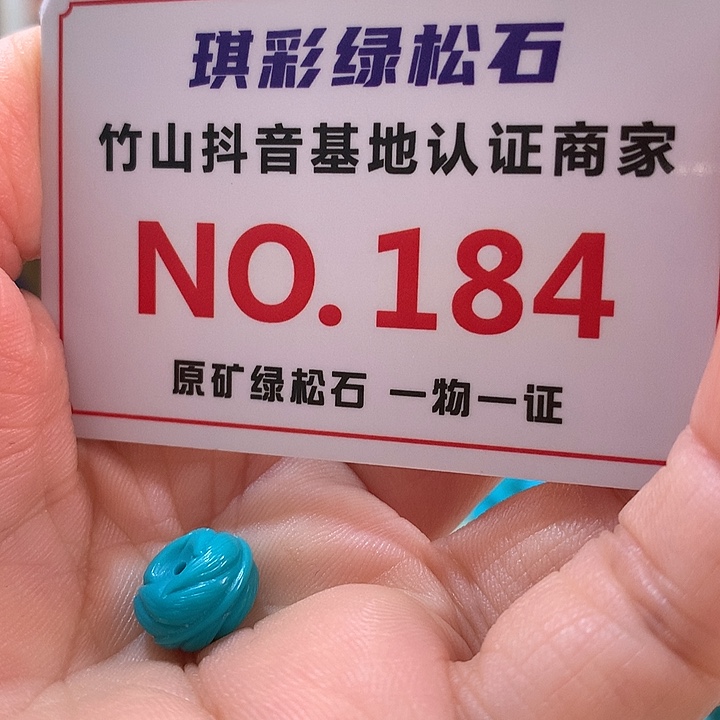 琪彩绿松石
竹山抖音基地认证商家
NO.184
原矿绿松石 一物一证